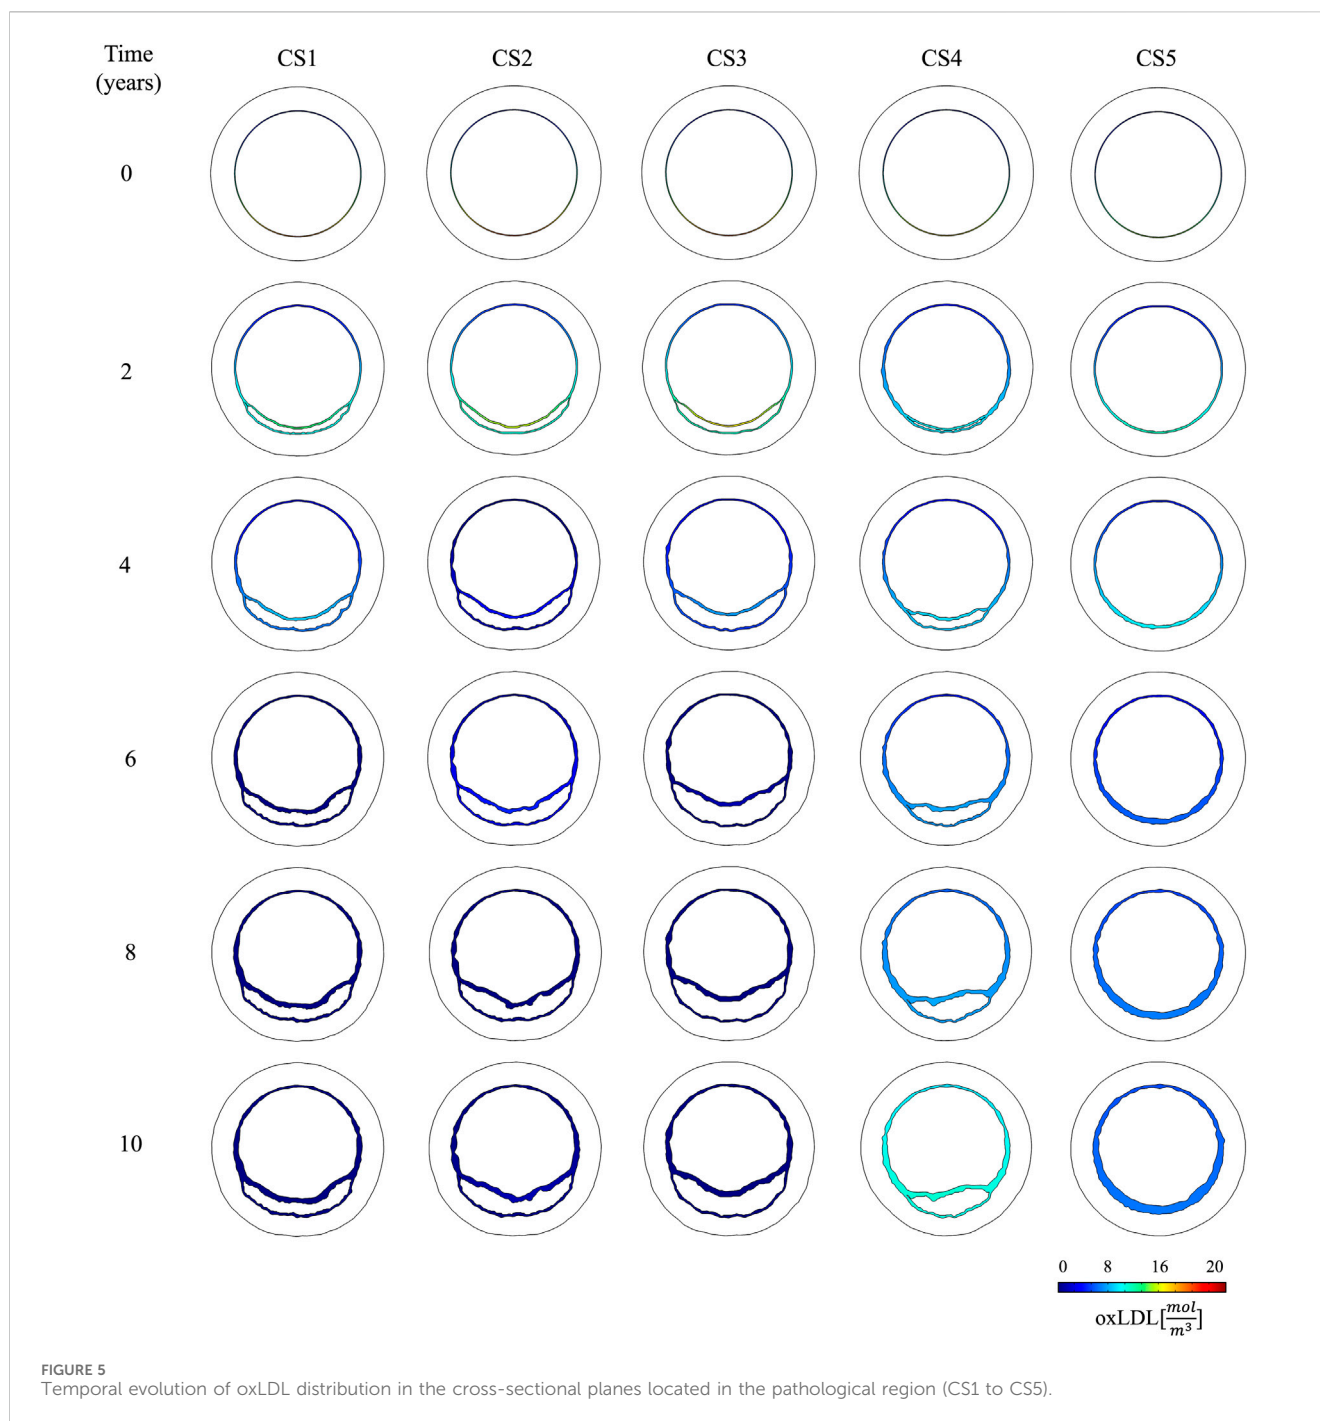 Time
(years)
CS1 CS2 CS3 CS4 CS5
0
2
4
6
8
10
0 8 16 20
oxLDL[mol/m³]
FIGURE 5
Temporal evolution of oxLDL distribution in the cross-sectional planes located in the pathological region (CS1 to CS5).